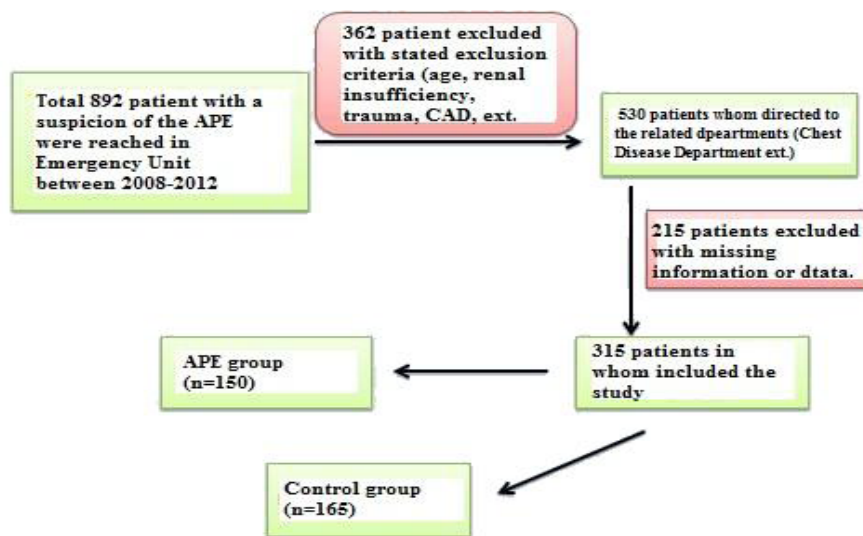 Total 892 patient with a
suspicion of the APE
were reached in
Emergency Unit
between 2008-2012
362 patient excluded
with stated exclusion
criteria (age, renal
insufficiency,
trauma, CAD, ext.
530 patients whom directed to
the related dpeartments (Chest
Disease Department ext.)
215 patients excluded
with missing
information or dtata.
315 patients in
whom included the
study
APE group
(n=150)
Control group
(n=165)